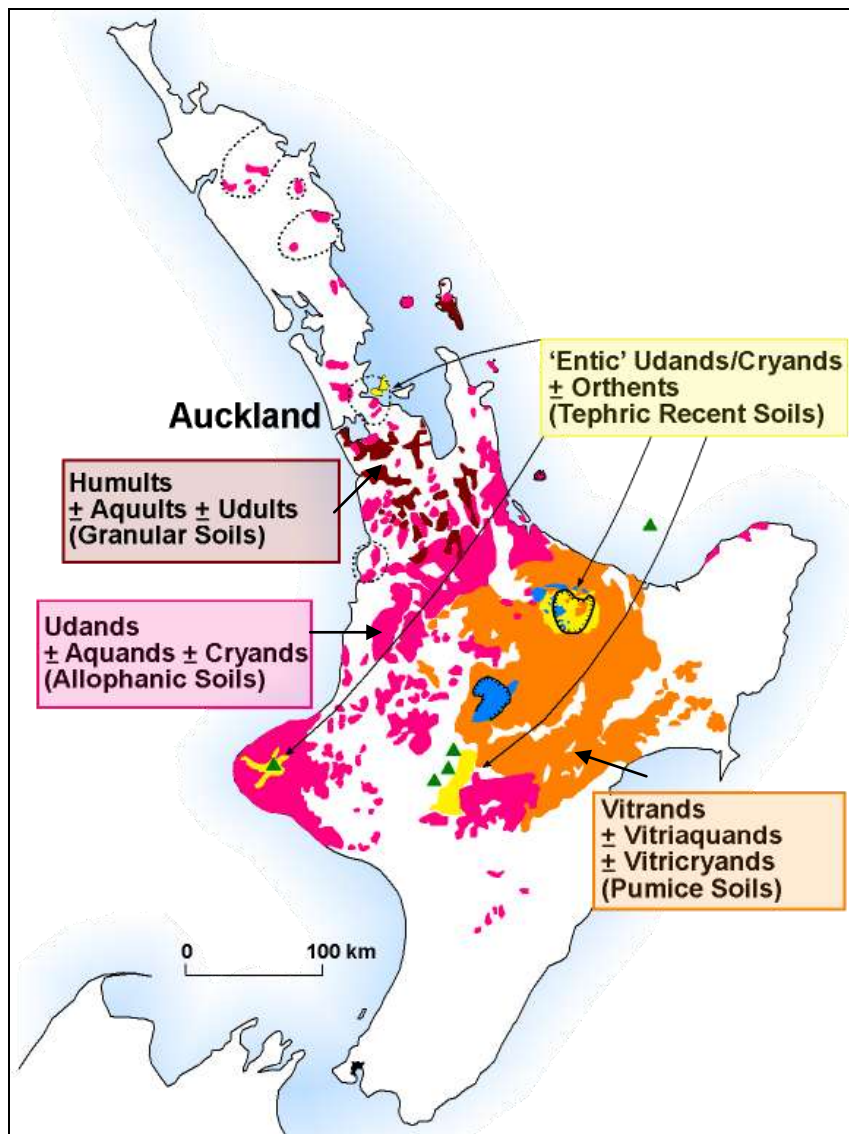 ‘Entic’ Udands/Cryands
± Orthents
(Tephric Recent Soils)
Auckland
Humults
± Aquults ± Udults
(Granular Soils)
Udands
± Aquands ± Cryands
(Allophanic Soils)
Vitrands
± Vitriaquands
± Vitricryands
(Pumice Soils)
0 100 km